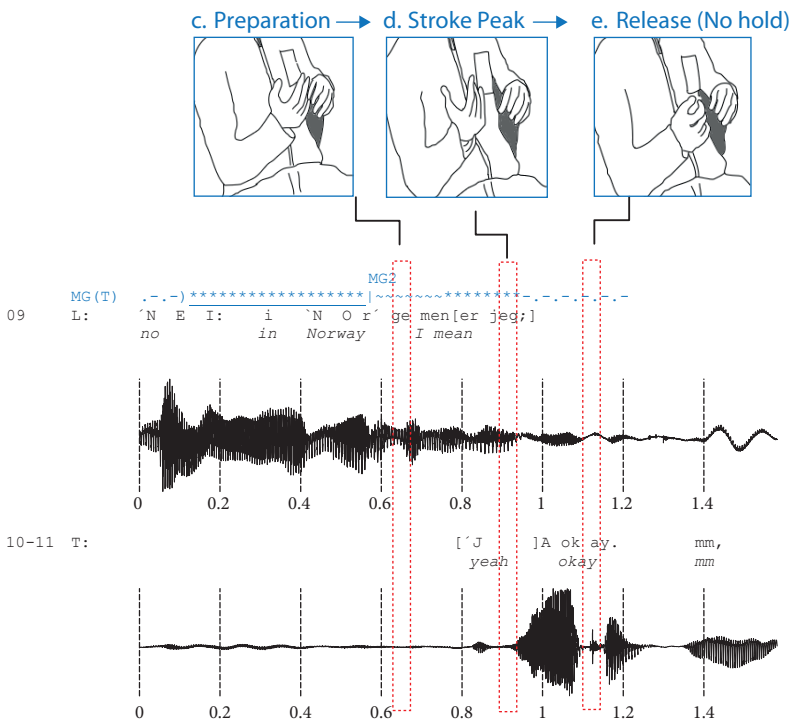 c. Preparation → d. Stroke Peak → e. Release (No hold)
MG2
MG(T) .-.-)******************|~~~~~~~********-.-.-.-.-.-
09 L: ´N E I: i `N O r´ ge men[er jeg;]
no in Norway I mean
0 0.2 0.4 0.6 0.8 1 1.2 1.4
10-11 T: [´J ]A ok ay. mm,
yeah okay mm
0 0.2 0.4 0.6 0.8 1 1.2 1.4